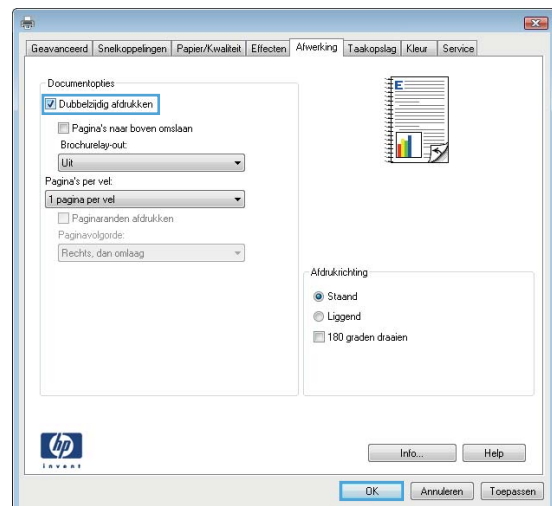 Geavanceerd Snelkoppelingen Papier/Kwaliteit Effecten Afwerking Taakopslag Kleur Service
Documentopties
Dubbelzijdig afdrukken
Pagina's naar boven omslaan
Brochurelay-out:
Uit
Pagina's per vel:
1 pagina per vel
Paginaranden afdrukken
Paginavolgorde:
Rechts, dan omlaag
E
Afdrukrichting
Staand
Liggend
180 graden draaien
hp
invent
Info... Help
OK Annuleren Toepassen